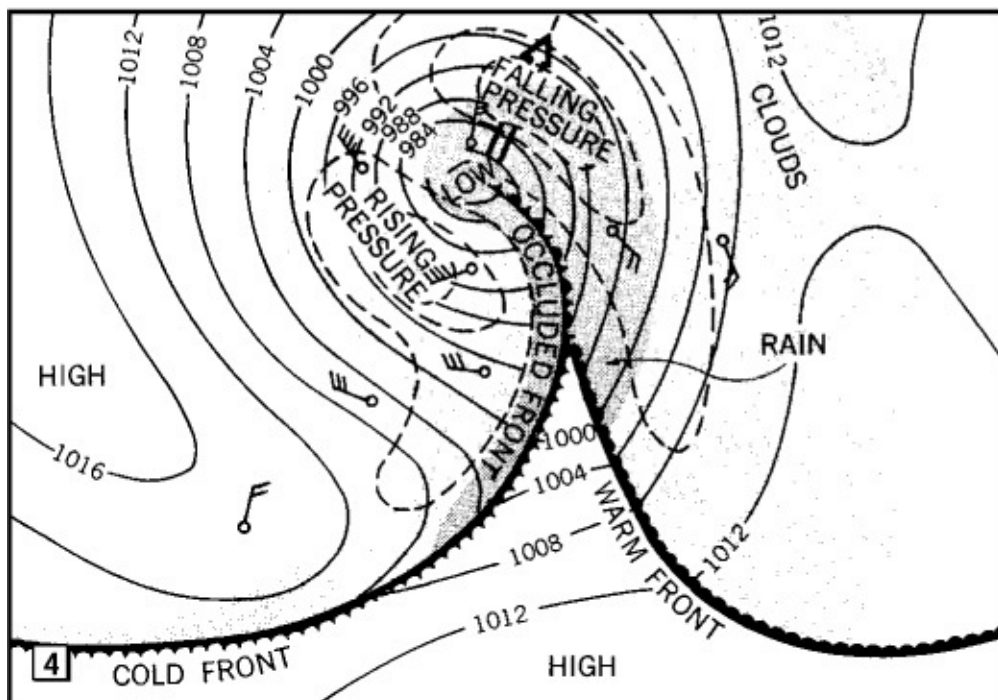 1012
1008
1004
1000
996
992
988
984
FALLING
PRESSURE
1012
CLOUDS
LOW
RISING
PRESSURE
OCCLUDED FRONT
RAIN
HIGH
1016
1000
1004
1008
1012
WARM FRONT
1012
4
COLD FRONT
HIGH